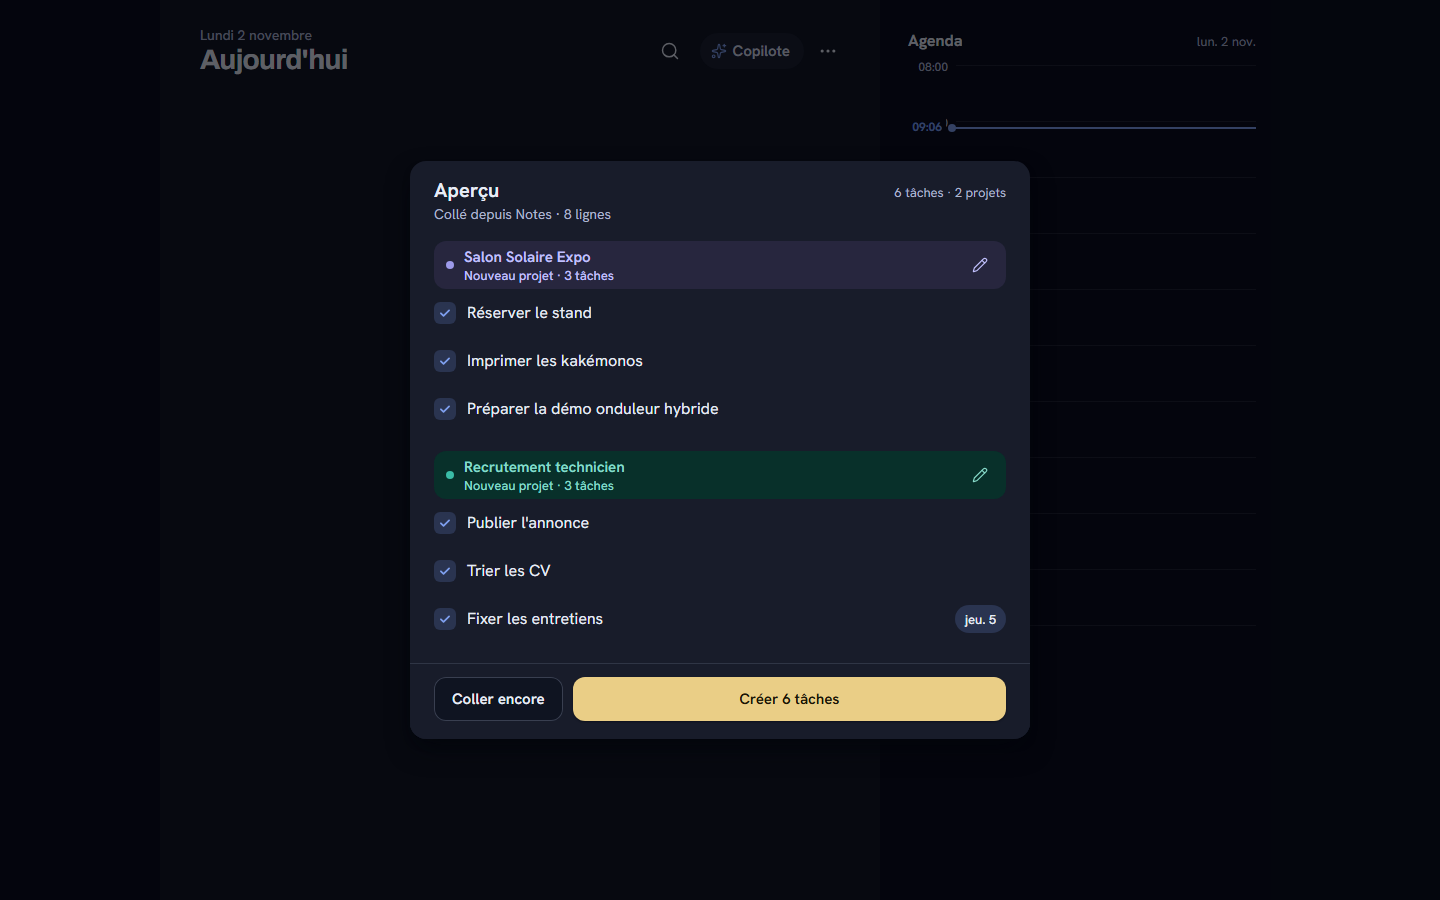 Lundi 2 novembre
Aujourd'hui
Copilote
Agenda
lun. 2 nov.
08:00
09:06
Aperçu
6 tâches · 2 projets
Collé depuis Notes · 8 lignes
Salon Solaire Expo
Nouveau projet · 3 tâches
Réserver le stand
Imprimer les kakémonos
Préparer la démo onduleur hybride
Recrutement technicien
Nouveau projet · 3 tâches
Publier l'annonce
Trier les CV
Fixer les entretiens
jeu. 5
Coller encore
Créer 6 tâches